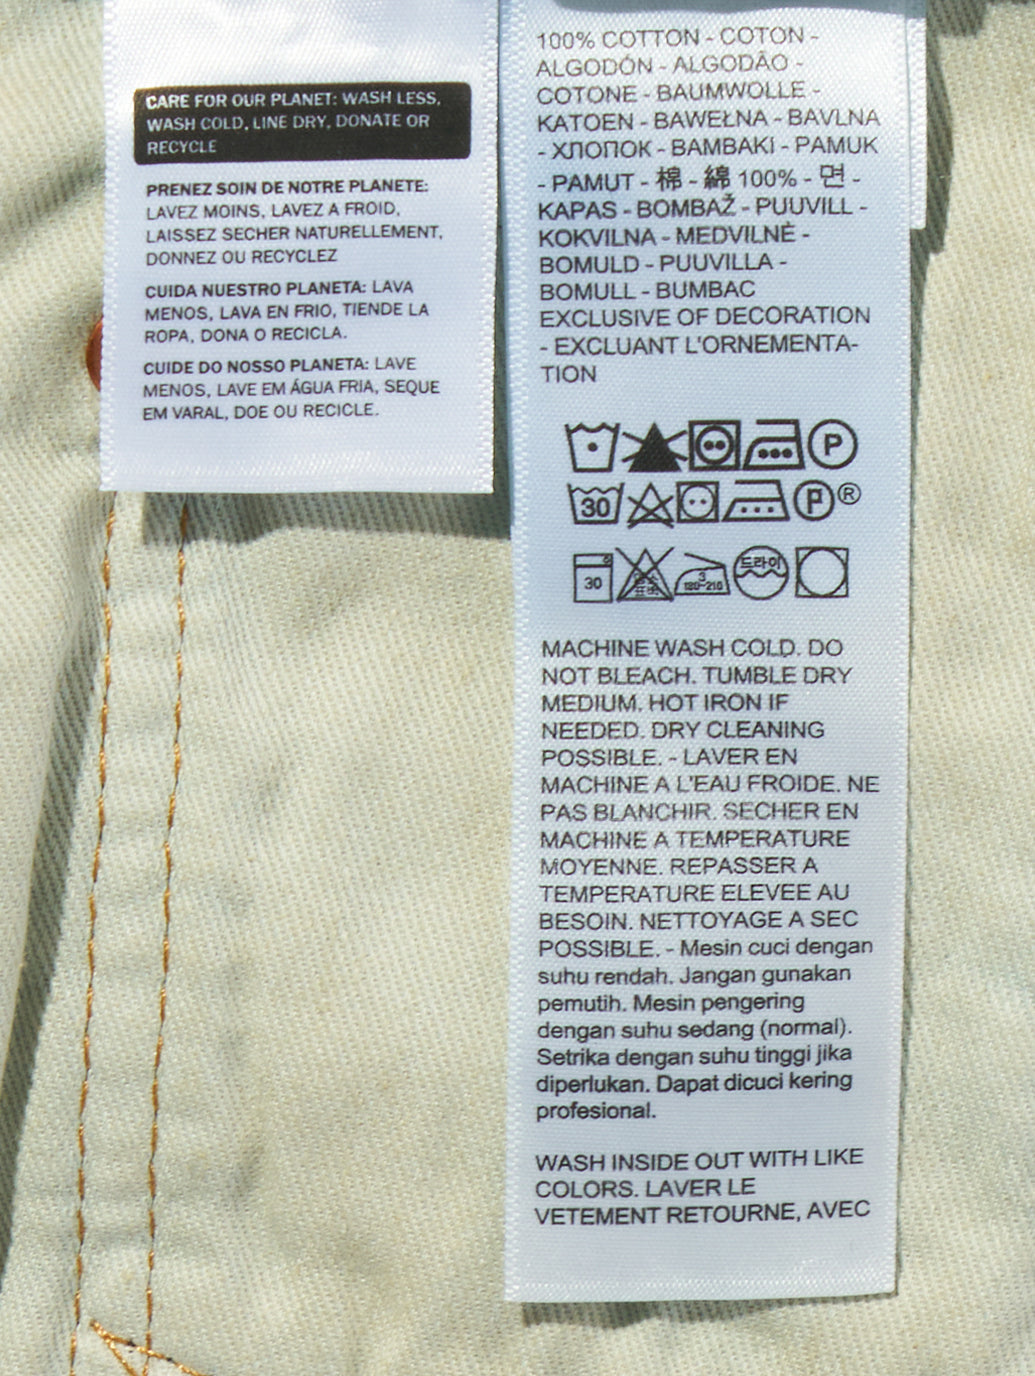 CARE FOR OUR PLANET: WASH LESS,
WASH COLD, LINE DRY, DONATE OR
RECYCLE
PRENEZ SOIN DE NOTRE PLANETE:
LAVEZ MOINS, LAVEZ A FROID,
LAISSEZ SECHER NATURELLEMENT,
DONNEZ OU RECYCLEZ
CUIDA NUESTRO PLANETA: LAVA
MENOS, LAVA EN FRIO, TIENDE LA
ROPA, DONA O RECICLA.
CUIDE DO NOSSO PLANETA: LAVE
MENOS, LAVE EM ÁGUA FRIA, SEQUE
EM VARAL, DOE OU RECICLE.
100% COTTON - COTON -
ALGODÓN - ALGODÃO -
COTONE - BAUMWOLLE -
KATOEN - BAWEŁNA - BAVLNA
- ХЛОПОК - BAMBAKI - PAMUK
- PAMUT - 棉 - 綿 100% - 면 -
KAPAS - BOMBAŽ - PUUVILL -
KOKVILNA - MEDVILNĖ -
BOMULD - PUUVILLA -
BOMULL - BUMBAC
EXCLUSIVE OF DECORATION
- EXCLUANT L'ORNEMENTA-
TION
P
30 P ®
30 3 180~210 드라이
MACHINE WASH COLD. DO
NOT BLEACH. TUMBLE DRY
MEDIUM. HOT IRON IF
NEEDED. DRY CLEANING
POSSIBLE. - LAVER EN
MACHINE A L'EAU FROIDE. NE
PAS BLANCHIR. SECHER EN
MACHINE A TEMPERATURE
MOYENNE. REPASSER A
TEMPERATURE ELEVEE AU
BESOIN. NETTOYAGE A SEC
POSSIBLE. - Mesin cuci dengan
suhu rendah. Jangan gunakan
pemutih. Mesin pengering
dengan suhu sedang (normal).
Setrika dengan suhu tinggi jika
diperlukan. Dapat dicuci kering
profesional.
WASH INSIDE OUT WITH LIKE
COLORS. LAVER LE
VETEMENT RETOURNE, AVEC